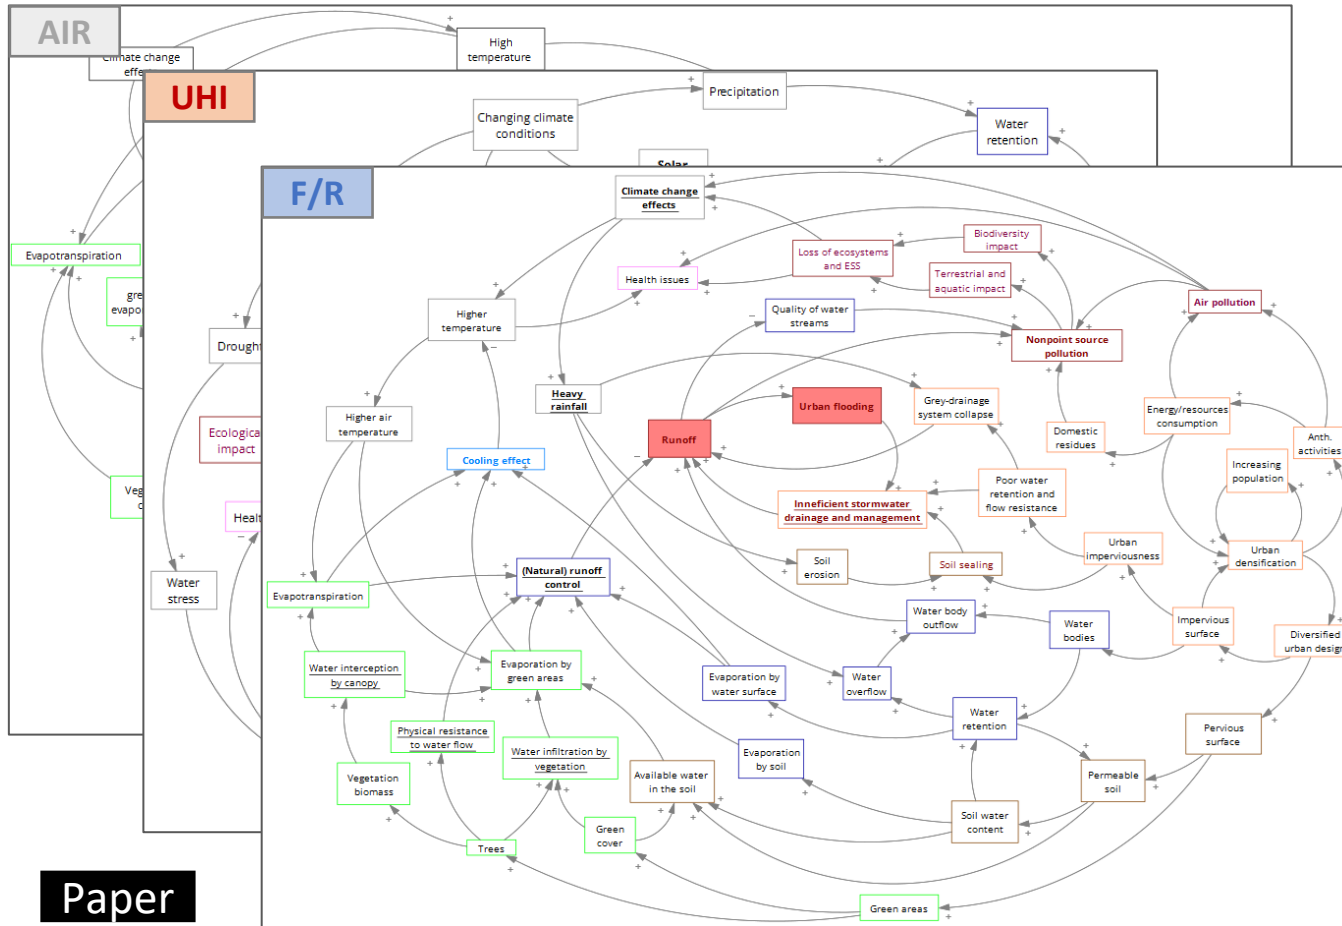 AIR
Climate change
High
temperature
UHI
Precipitation
Changing climate
conditions
Water
retention
Solar
F/R
Climate change
effects
Biodiversity
impact
Loss of ecosystems
and ESS
Evapotranspiration
Health issues
Terrestrial and
aquatic impact
Air pollution
Higher
temperature
Quality of water
streams
Drought
Nonpoint source
pollution
Heavy
rainfall
Urban flooding
Grey-drainage
system collapse
Energy/resources
consumption
Higher air
temperature
Runoff
Domestic
residues
Anth.
activities
Ecological
impact
Cooling effect
Increasing
population
Poor water
retention and
flow resistance
Inneficient stormwater
drainage and management
Urban
imperviousness
Urban
densification
Soil
erosion
Soil sealing
(Natural) runoff
control
Water
stress
Evapotranspiration
Water body
outflow
Water
bodies
Impervious
surface
Diversified
urban design
Water interception
by canopy
Evaporation by
green areas
Evaporation by
water surface
Water
overflow
Water
retention
Pervious
surface
Physical resistance
to water flow
Water infiltration by
vegetation
Evaporation
by soil
Vegetation
biomass
Available water
in the soil
Permeable
soil
Soil water
content
Green
cover
Trees
Paper
Green areas